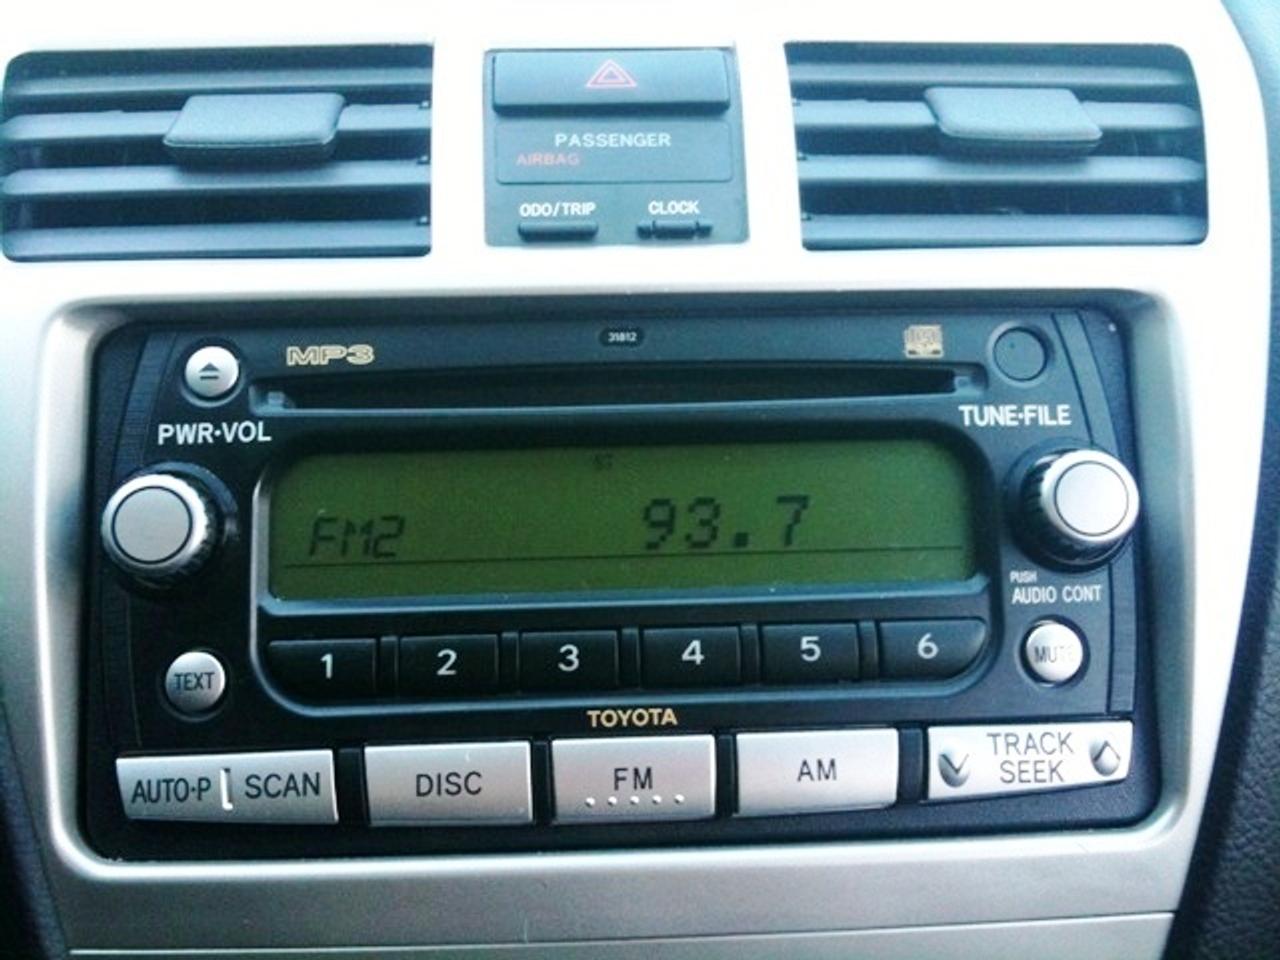 PASSENGER
AIRBAG
ODO/TRIP CLOCK
MP3 31812
PWR•VOL TUNE•FILE
ST
FM2 93.7
PUSH
AUDIO CONT
1 2 3 4 5 6
TEXT MUTE
TOYOTA
AUTO•P SCAN DISC FM AM TRACK
SEEK